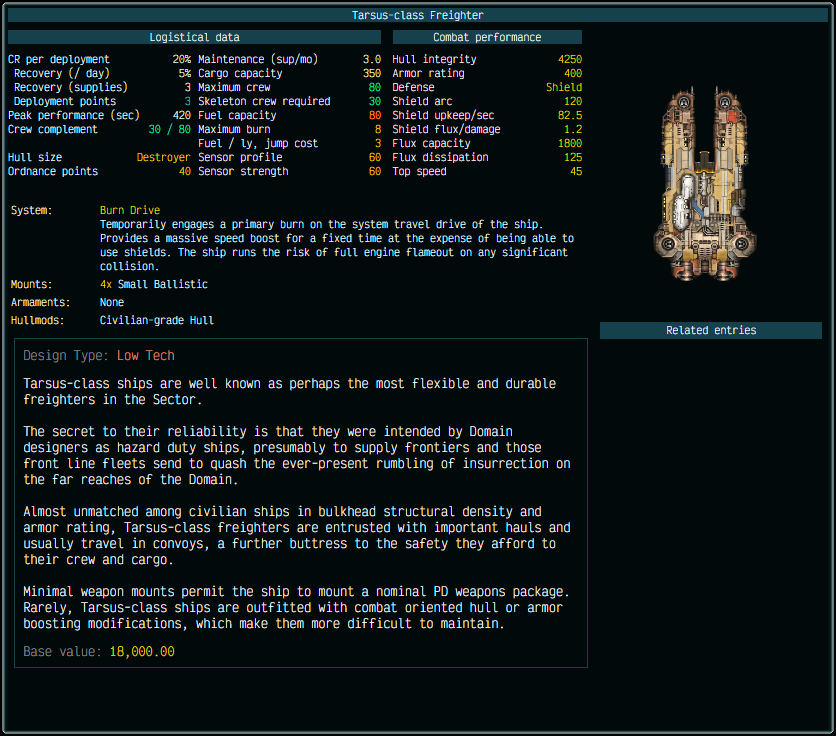 Tarsus-class Freighter
Logistical data
CR per deployment 20% Maintenance (sup/mo) 3.0
Recovery (/ day) 5% Cargo capacity 350
Recovery (supplies) 3 Maximum crew 80
Deployment points 3 Skeleton crew required 30
Peak performance (sec) 420 Fuel capacity 80
Crew complement 30 / 80 Maximum burn 8
Fuel / ly, jump cost 3
Hull size Destroyer Sensor profile 60
Ordnance points 40 Sensor strength 60
Combat performance
Hull integrity 4250
Armor rating 400
Defense Shield
Shield arc 120
Shield upkeep/sec 82.5
Shield flux/damage 1.2
Flux capacity 1800
Flux dissipation 125
Top speed 45
System: Burn Drive
Temporarily engages a primary burn on the system travel drive of the ship.
Provides a massive speed boost for a fixed time at the expense of being able to
use shields. The ship runs the risk of full engine flameout on any significant
collision.
Mounts: 4x Small Ballistic
Armaments: None
Hullmods: Civilian-grade Hull
Related entries
Design Type: Low Tech
Tarsus-class ships are well known as perhaps the most flexible and durable
freighters in the Sector.
The secret to their reliability is that they were intended by Domain
designers as hazard duty ships, presumably to supply frontiers and those
front line fleets send to quash the ever-present rumbling of insurrection on
the far reaches of the Domain.
Almost unmatched among civilian ships in bulkhead structural density and
armor rating, Tarsus-class freighters are entrusted with important hauls and
usually travel in convoys, a further buttress to the safety they afford to
their crew and cargo.
Minimal weapon mounts permit the ship to mount a nominal PD weapons package.
Rarely, Tarsus-class ships are outfitted with combat oriented hull or armor
boosting modifications, which make them more difficult to maintain.
Base value: 18,000.00